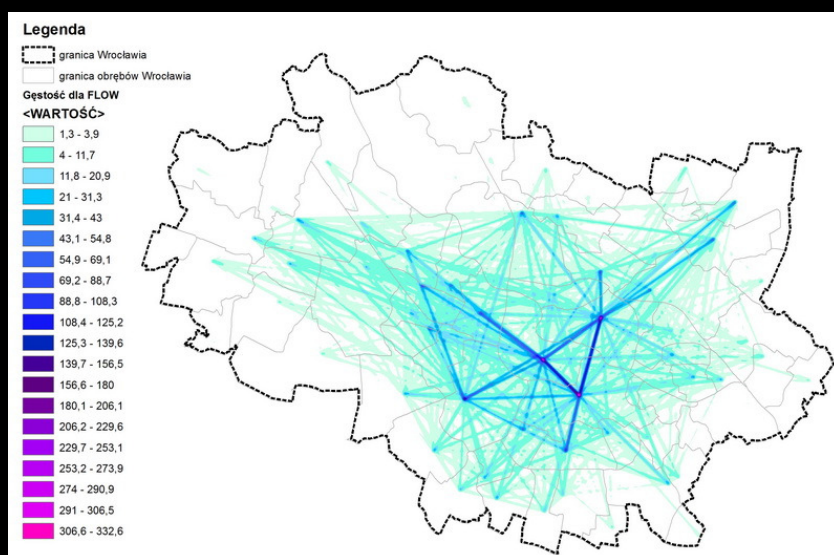 Legenda
granica Wrocławia
granica obrębów Wrocławia
Gęstość dla FLOW
<WARTOŚĆ>
1,3 - 3,9
4 - 11,7
11,8 - 20,9
21 - 31,3
31,4 - 43
43,1 - 54,8
54,9 - 69,1
69,2 - 88,7
88,8 - 108,3
108,4 - 125,2
125,3 - 139,6
139,7 - 156,5
156,6 - 180
180,1 - 206,1
206,2 - 229,6
229,7 - 253,1
253,2 - 273,9
274 - 290,9
291 - 306,5
306,6 - 332,6